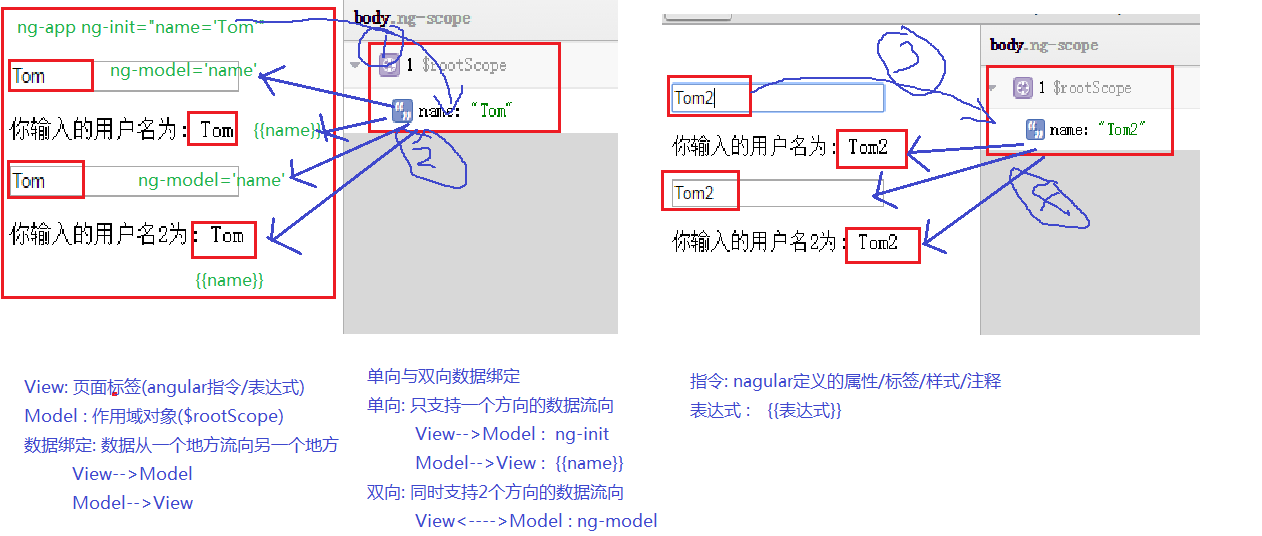 ng-app ng-init="name='Tom'"
Tom
ng-model='name'
你输入的用户名为: Tom
{{name}}
Tom
ng-model='name'
你输入的用户名2为: Tom
{{name}}
body.ng-scope
1 $rootScope
name: "Tom"
1
2
Tom2
你输入的用户名为: Tom2
Tom2
你输入的用户名2为: Tom2
body.ng-scope
1 $rootScope
name: "Tom2"
3
4
View: 页面标签(angular指令/表达式)
Model : 作用域对象($rootScope)
数据绑定: 数据从一个地方流向另一个地方
View-->Model
Model-->View
单向与双向数据绑定
单向: 只支持一个方向的数据流向
View-->Model : ng-init
Model-->View : {{name}}
双向: 同时支持2个方向的数据流向
View<---->Model : ng-model
指令: nagular定义的属性/标签/样式/注释
表达式 : {{表达式}}